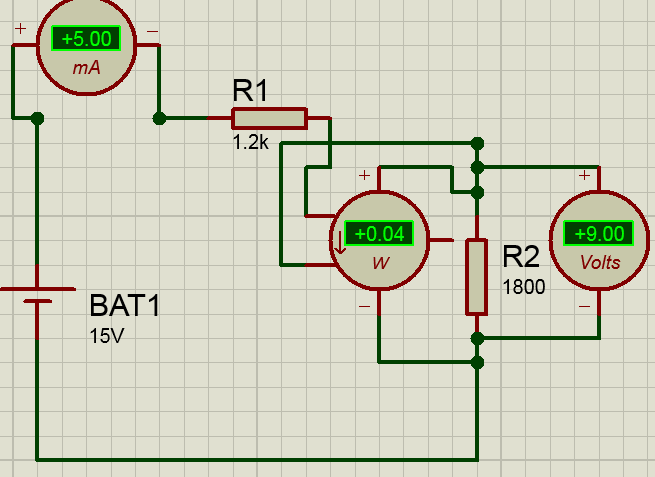 + −
+5.00
mA
R1
1.2k
+
+0.04
W
−
R2
1800
+
+9.00
Volts
−
BAT1
15V